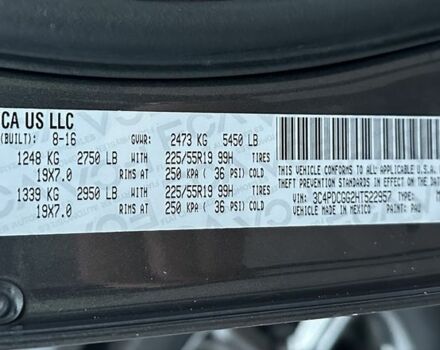 FCA US LLC
(BUILT): 8-16 GVWR: 2473 KG 5450 LB
1248 KG 2750 LB WITH 225/55R19 99H TIRES
19X7.0 RIMS AT 250 KPA ( 36 PSI) COLD
1339 KG 2950 LB WITH 225/55R19 99H TIRES
19X7.0 RIMS AT 250 KPA ( 36 PSI) COLD
THIS VEHICLE CONFORMS TO ALL APPLICABLE U.S.A.
THEFT PREVENTION STANDARDS IN EFFECT ON
VIN: 3C4PDCGG2HT522957 TYPE:
MADE IN MEXICO PAINT: PAU